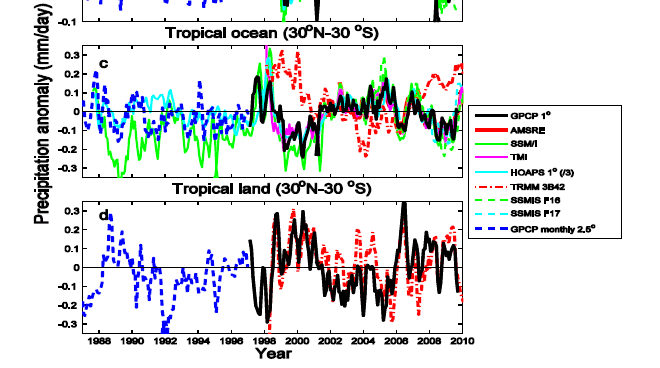 -0.1
Tropical ocean (30°N-30 °S)
Precipitation anomaly (mm/day)
c
0.3
0.2
0.1
0
-0.1
-0.2
-0.3
GPCP 1°
AMSRE
SSM/I
TMI
HOAPS 1° (/3)
TRMM 3B42
SSMIS F16
SSMIS F17
GPCP monthly 2.5°
Tropical land (30°N-30 °S)
d
0.3
0.2
0.1
0
-0.1
-0.2
-0.3
1988 1990 1992 1994 1996 1998 2000 2002 2004 2006 2008 2010
Year